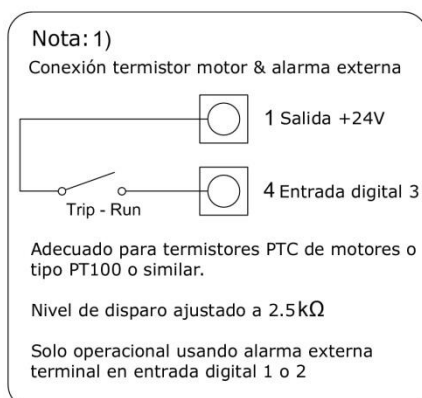 Nota: 1)
Conexión termistor motor & alarma externa
1 Salida +24V
4 Entrada digital 3
Trip - Run
Adecuado para termistores PTC de motores o
tipo PT100 o similar.
Nivel de disparo ajustado a 2.5kΩ
Solo operacional usando alarma externa
terminal en entrada digital 1 o 2